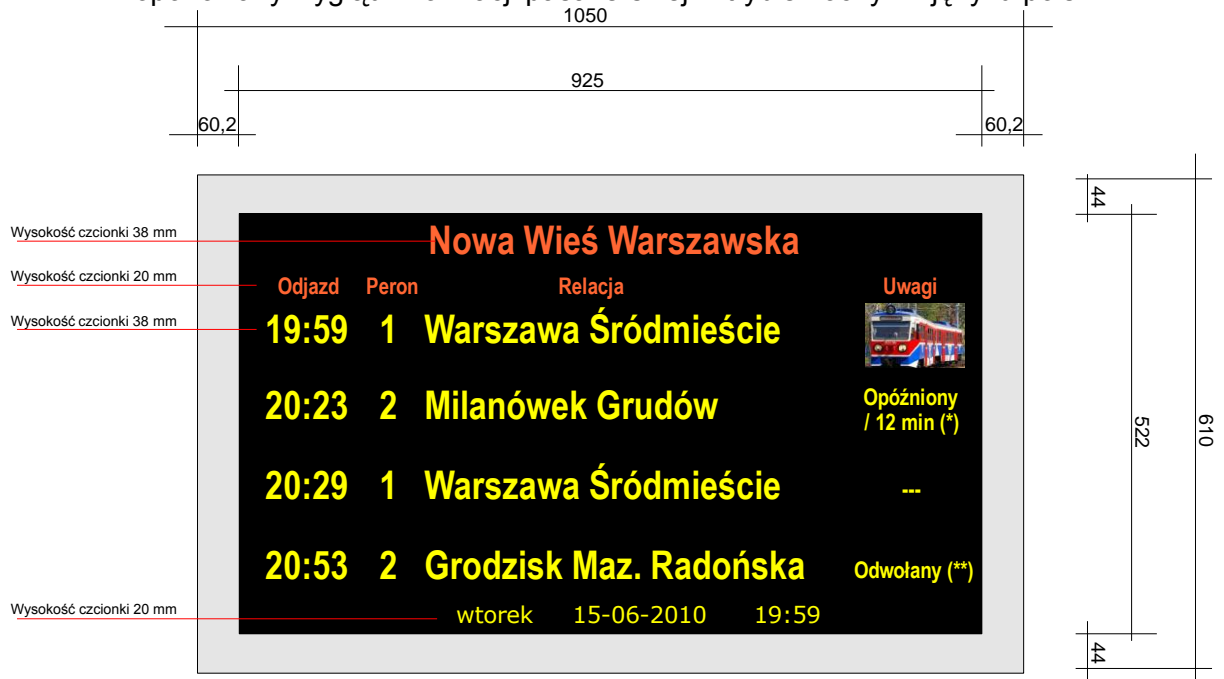 1050
925
60,2 60,2
44
Wysokość czcionki 38 mm
Nowa Wieś Warszawska
Wysokość czcionki 20 mm
Odjazd Peron Relacja Uwagi
Wysokość czcionki 38 mm
19:59 1 Warszawa Śródmieście
20:23 2 Milanówek Grudów Opóźniony
/ 12 min (*)
522
610
20:29 1 Warszawa Śródmieście ---
20:53 2 Grodzisk Maz. Radońska Odwołany (**)
Wysokość czcionki 20 mm
wtorek 15-06-2010 19:59
44